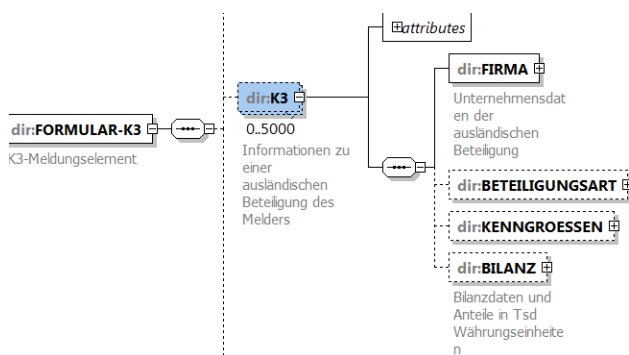 attributes
dir:FIRMA
Unternehmensdat
en der
ausländischen
Beteiligung
dir:K3
0..5000
Informationen zu
einer
ausländischen
Beteiligung des
Melders
dir:FORMULAR-K3
K3-Meldungselement
dir:BETEILIGUNGSART
dir:KENNGROESSEN
dir:BILANZ
Bilanzdaten und
Anteile in Tsd
Währungseinheite
n